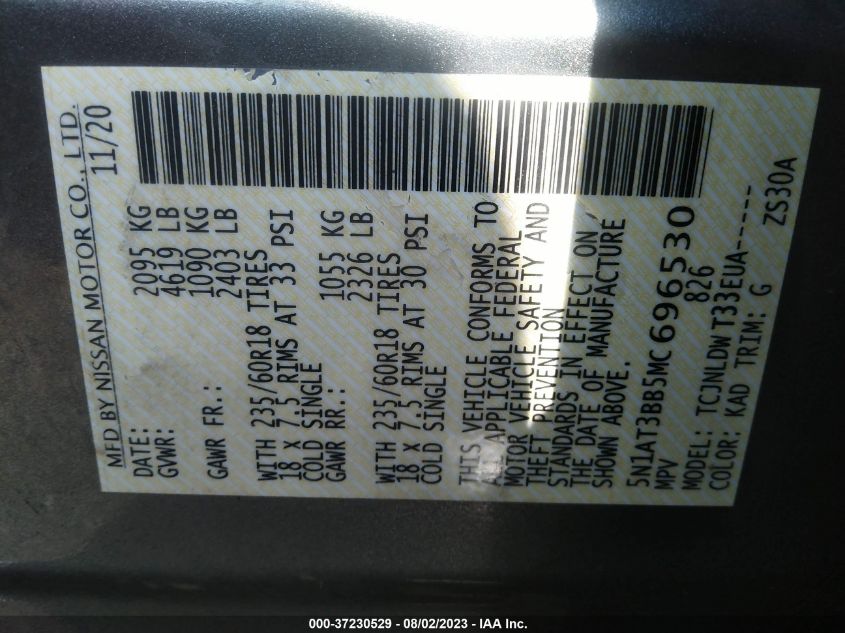 MFD BY NISSAN MOTOR CO., LTD.
DATE: 11/20
GVWR: 2095 KG
4619 LB
GAWR FR.: 1090 KG
2403 LB
WITH 235/60R18 TIRES
18 X 7.5 RIMS AT 33 PSI
COLD SINGLE
GAWR RR.: 1055 KG
2326 LB
WITH 235/60R18 TIRES
18 X 7.5 RIMS AT 30 PSI
COLD SINGLE
THIS VEHICLE CONFORMS TO
ALL APPLICABLE FEDERAL
MOTOR VEHICLE SAFETY AND
THEFT PREVENTION
STANDARDS IN EFFECT ON
THE DATE OF MANUFACTURE
SHOWN ABOVE.
5N1AT3BB5MC696530
MPV 826
MODEL: TCJNLDWT33EUA------
COLOR: KAD TRIM: G ZS30A
000-37230529 - 08/02/2023 - IAA Inc.